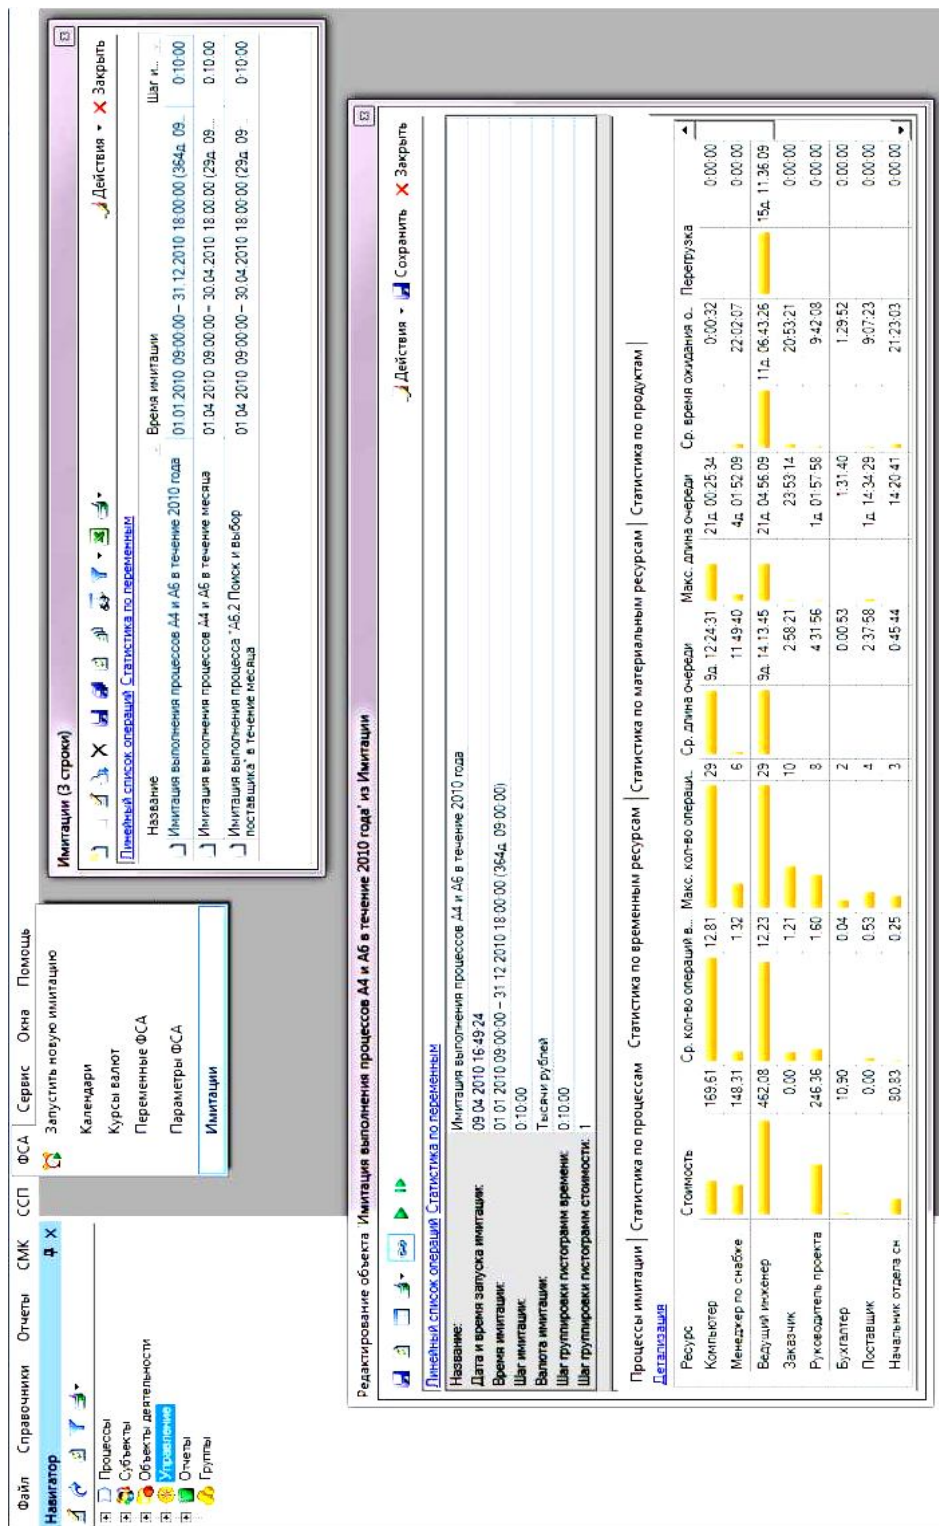 Файл Справочники Отчеты СМК ССП ФСА Сервис Окна Помощь
Навигатор
Процессы
Субъекты
Объекты деятельности
Управление
Отчеты
Группы
Запустить новую имитацию
Календари
Курсы валют
Переменные ФСА
Параметры ФСА
Имитации
Имитации (3 строки)
Действия Закрыть
Линейный список операций Статистика по переменным
Название Время имитации Шаг и...
Имитация выполнения процессов А4 и А6 в течение 2010 года 01.01.2010 09:00:00 – 31.12.2010 18:00:00 (364д. 09... 0:10:00
Имитация выполнения процессов А4 и А6 в течение месяца 01.04.2010 09:00:00 – 30.04.2010 18:00:00 (29д. 09... 0:10:00
Имитация выполнения процесса "А6.2 Поиск и выбор 01.04.2010 09:00:00 – 30.04.2010 18:00:00 (29д. 09... 0:10:00
поставщика" в течение месяца
Редактирование объекта 'Имитация выполнения процессов А4 и А6 в течение 2010 года' из Имитации
Действия Сохранить Закрыть
Линейный список операций Статистика по переменным
Название: Имитация выполнения процессов А4 и А6 в течение 2010 года
Дата и время запуска имитации: 09.04.2010 16:49:24
Время имитации: 01.01.2010 09:00:00 – 31.12.2010 18:00:00 (364д. 09:00:00)
Шаг имитации: 0:10:00
Валюта имитации: Тысячи рублей
Шаг группировки гистограмм времени: 0:10:00
Шаг группировки гистограмм стоимости: 1
Процессы имитации | Статистика по процессам Статистика по временным ресурсам | Статистика по материальным ресурсам | Статистика по продуктам |
Детализация
Ресурс Стоимость Ср. кол-во операций в... Макс. кол-во операци... Ср. длина очереди Макс. длина очереди Ср. время ожидания о... Перегрузка
Компьютер 169.61 12.81 29 9д. 12:24:31 21д. 00:25:34 0:00:32 0:00:00
Менеджер по снабже 148.31 1.32 6 11:49:40 4д. 01:52:09 22:02:07 0:00:00
Ведущий инженер 462.08 12.23 29 9д. 14:13:45 21д. 04:56:09 11д. 06:43:26 15д. 11:36:09
Заказчик 0,00 1.21 10 2:58:21 23:53:14 20:53:21 0:00:00
Руководитель проекта 246.36 1.60 8 4:31:56 1д. 01:57:58 9:42:08 0:00:00
Бухгалтер 10,90 0.04 2 0:00:53 1:31:40 1:29:52 0:00:00
Поставщик 0,00 0.53 4 2:37:58 1д. 14:34:29 9:07:23 0:00:00
Начальник отдела сн 80,83 0.25 3 0:45:44 14:20:41 21:23:03 0:00:00